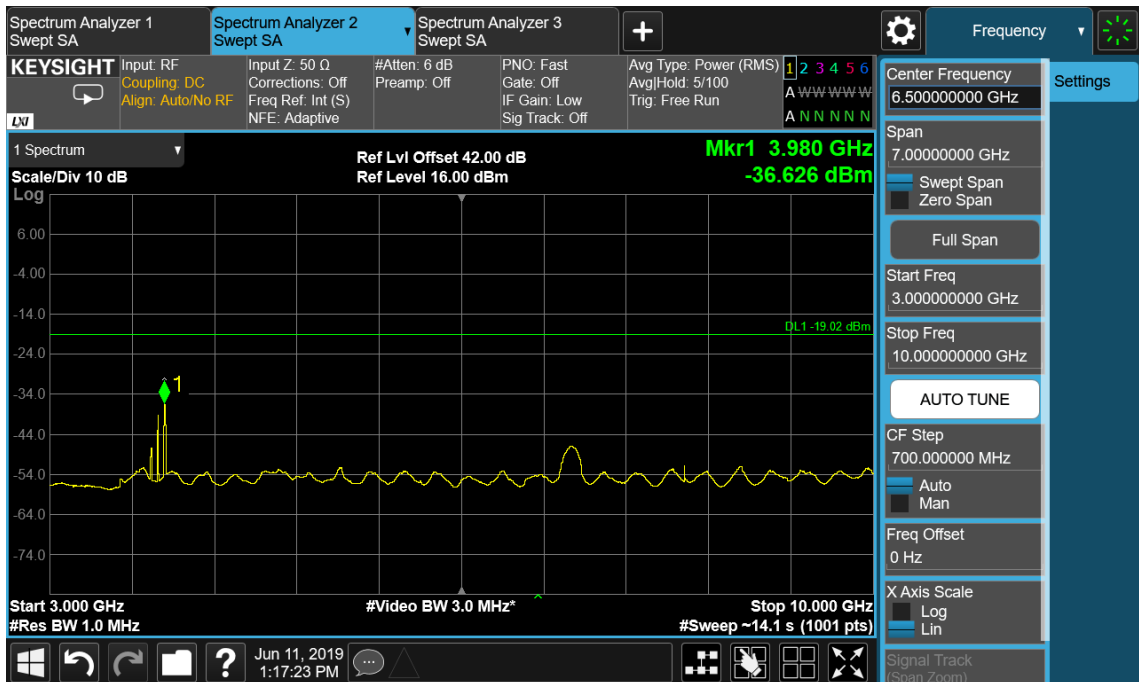 Spectrum Analyzer 1
Swept SA
Spectrum Analyzer 2
Swept SA
Spectrum Analyzer 3
Swept SA
Frequency
KEYSIGHT
LXI
Input: RF
Coupling: DC
Align: Auto/No RF
Input Z: 50 Ω
Corrections: Off
Freq Ref: Int (S)
NFE: Adaptive
#Atten: 6 dB
Preamp: Off
PNO: Fast
Gate: Off
IF Gain: Low
Sig Track: Off
Avg Type: Power (RMS)
Avg|Hold: 5/100
Trig: Free Run
1 2 3 4 5 6
A W W W W W
A N N N N N
1 Spectrum
Scale/Div 10 dB
Ref Lvl Offset 42.00 dB
Ref Level 16.00 dBm
Mkr1 3.980 GHz
-36.626 dBm
Log
6.00
-4.00
-14.0
DL1 -19.02 dBm
-24.0
1
-34.0
-44.0
-54.0
-64.0
-74.0
Start 3.000 GHz
#Res BW 1.0 MHz
#Video BW 3.0 MHz*
Stop 10.000 GHz
#Sweep ~14.1 s (1001 pts)
Center Frequency
6.500000000 GHz
Settings
Span
7.00000000 GHz
Swept Span
Zero Span
Full Span
Start Freq
3.000000000 GHz
Stop Freq
10.000000000 GHz
AUTO TUNE
CF Step
700.000000 MHz
Auto
Man
Freq Offset
0 Hz
X Axis Scale
Log
Lin
Signal Track
(Span Zoom)
?
Jun 11, 2019
1:17:23 PM